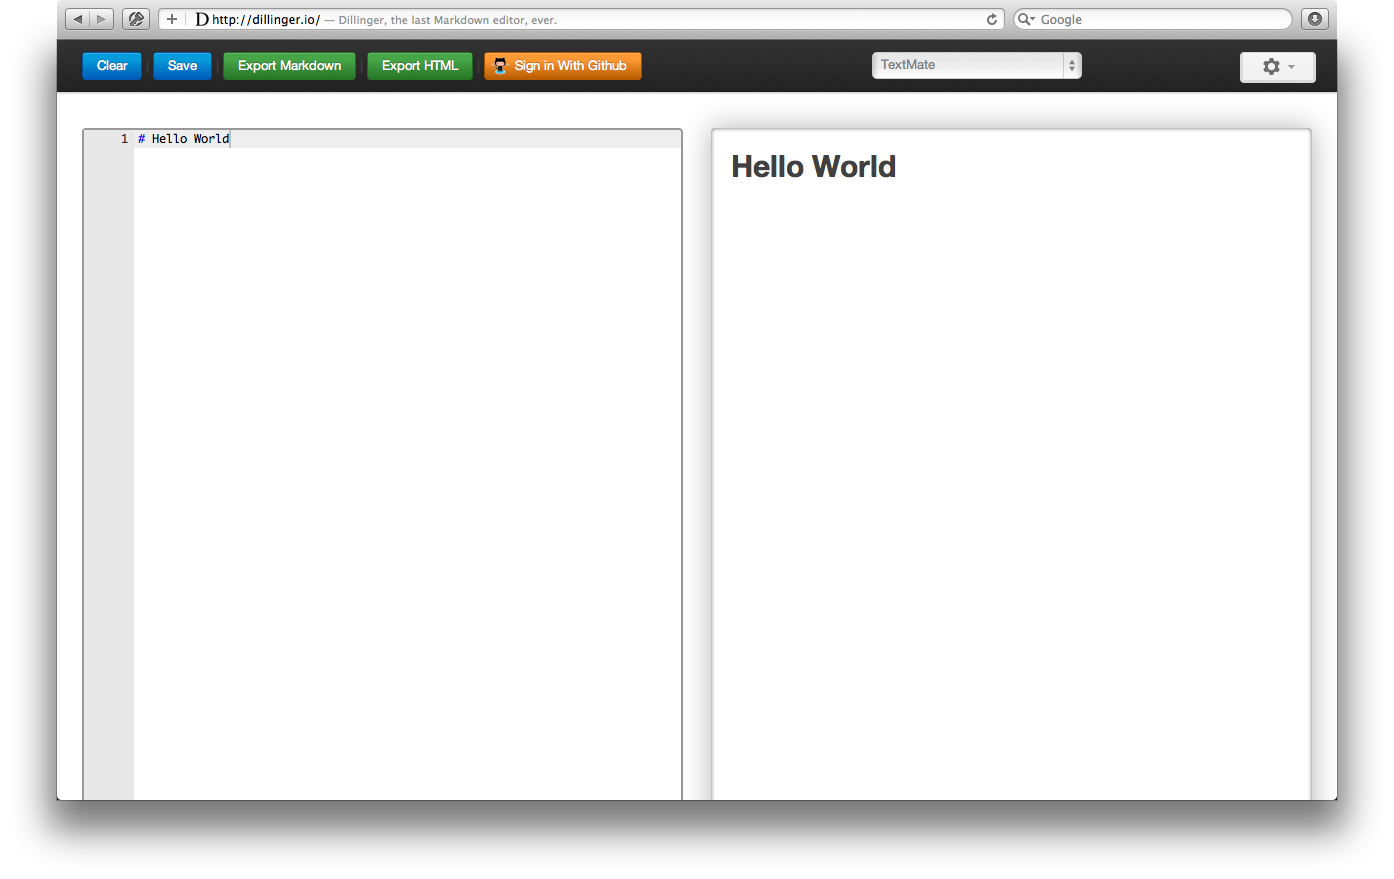 D http://dillinger.io/ — Dillinger, the last Markdown editor, ever.
Google
Clear
Save
Export Markdown
Export HTML
Sign in With Github
TextMate
1 # Hello World
Hello World